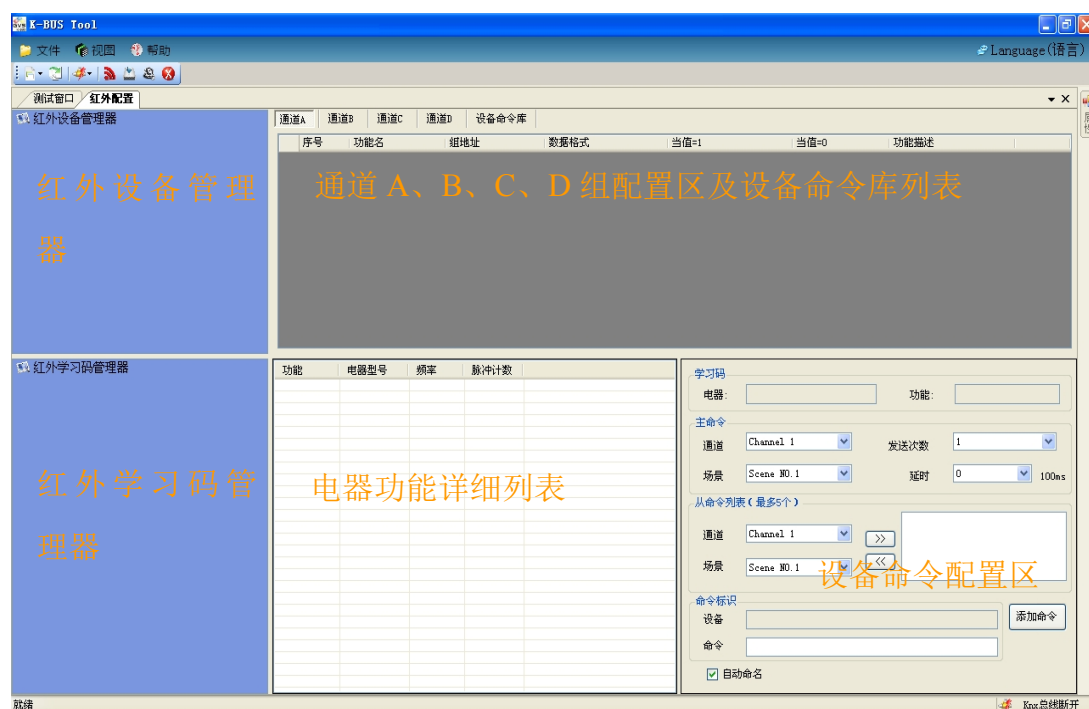 K-BUS Tool
文件 视图 帮助 Language(语言)
测试窗口 红外配置
红外设备管理器
通道A 通道B 通道C 通道D 设备命令库
序号 功能名 组地址 数据格式 当值=1 当值=0 功能描述
红外设备管理
器
通道 A、B、C、D 组配置区及设备命令库列表
红外学习码管理器
功能 电器型号 频率 脉冲计数
学习码
电器: 功能:
主命令
通道 Channel 1 发送次数 1
场景 Scene NO.1 延时 0 100ms
红外学习码管
理器
电器功能详细列表
从命令列表(最多5个)
通道 Channel 1 >>
场景 Scene NO.1 <<
设备命令配置区
命令标识
设备 添加命令
命令
自动命名
就绪 Knx总线断开